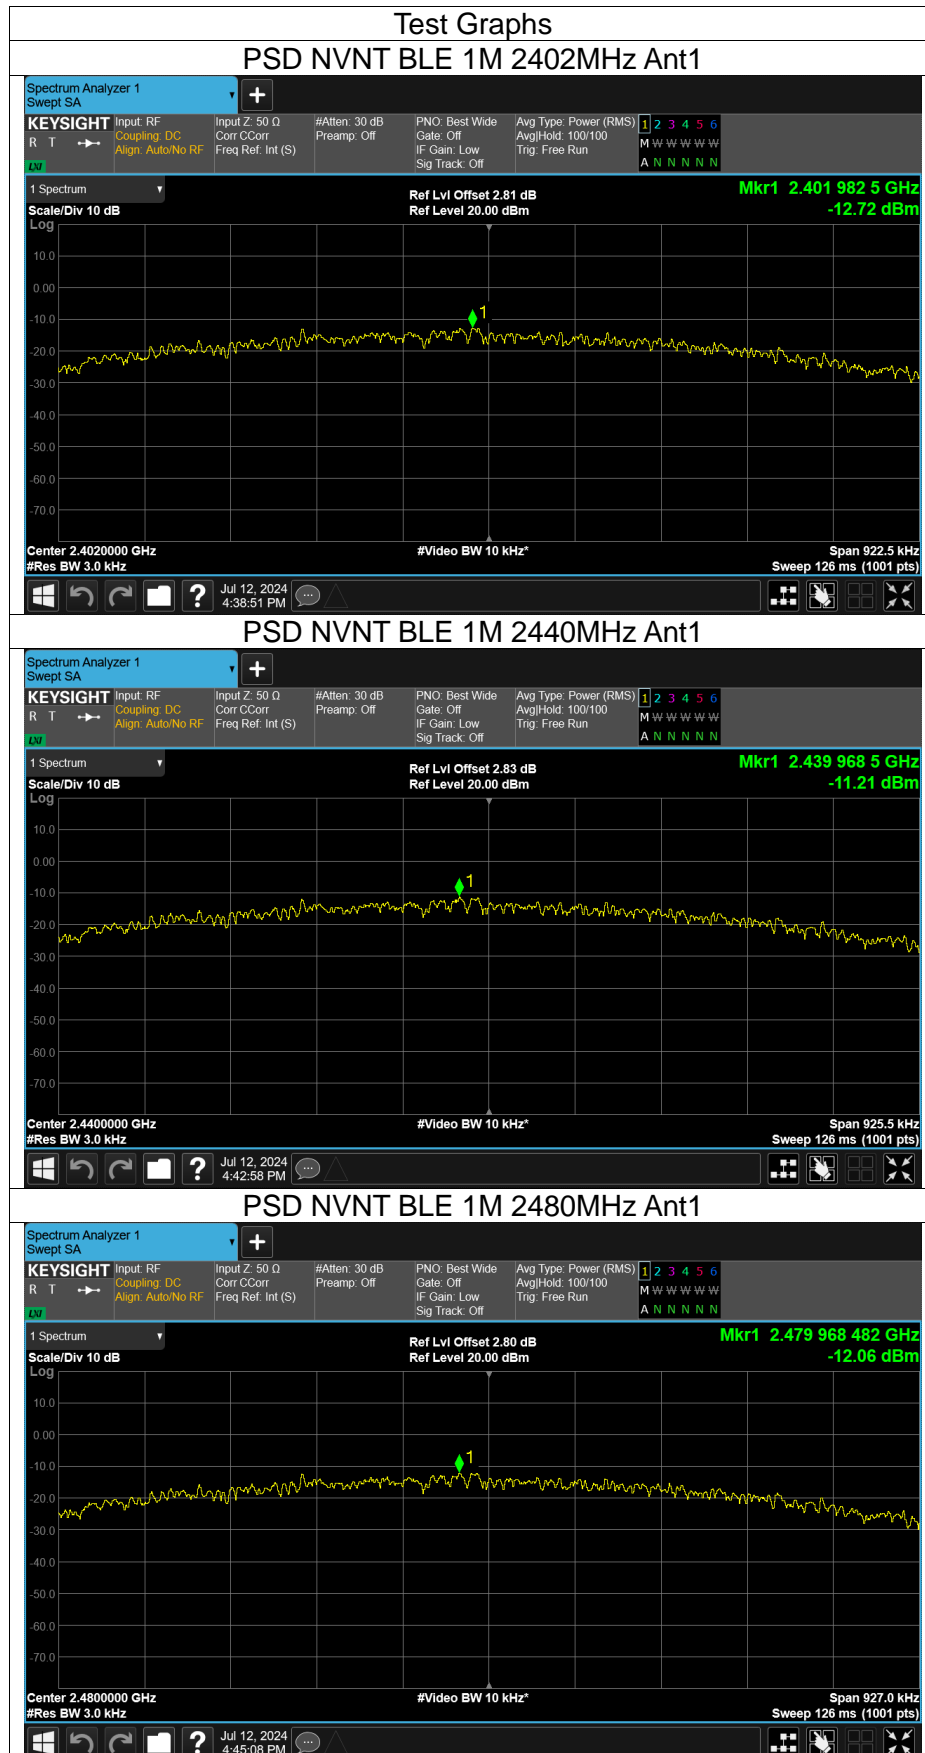 Test Graphs
PSD NVNT BLE 1M 2402MHz Ant1
Spectrum Analyzer 1
Swept SA
KEYSIGHT
R T
LXI
Input: RF
Coupling: DC
Align: Auto/No RF
Input Z: 50 Ω
Corr CCorr
Freq Ref: Int (S)
#Atten: 30 dB
Preamp: Off
PNO: Best Wide
Gate: Off
IF Gain: Low
Sig Track: Off
Avg Type: Power (RMS)
Avg|Hold: 100/100
Trig: Free Run
1 2 3 4 5 6
M W W W W W
A N N N N N
1 Spectrum
Scale/Div 10 dB
Log
Ref Lvl Offset 2.81 dB
Ref Level 20.00 dBm
Mkr1 2.401 982 5 GHz
-12.72 dBm
10.0
0.00
-10.0
-20.0
-30.0
-40.0
-50.0
-60.0
-70.0
1
Center 2.4020000 GHz
#Res BW 3.0 kHz
#Video BW 10 kHz*
Span 922.5 kHz
Sweep 126 ms (1001 pts)
?
Jul 12, 2024
4:38:51 PM
PSD NVNT BLE 1M 2440MHz Ant1
Spectrum Analyzer 1
Swept SA
KEYSIGHT
R T
LXI
Input: RF
Coupling: DC
Align: Auto/No RF
Input Z: 50 Ω
Corr CCorr
Freq Ref: Int (S)
#Atten: 30 dB
Preamp: Off
PNO: Best Wide
Gate: Off
IF Gain: Low
Sig Track: Off
Avg Type: Power (RMS)
Avg|Hold: 100/100
Trig: Free Run
1 2 3 4 5 6
M W W W W W
A N N N N N
1 Spectrum
Scale/Div 10 dB
Log
Ref Lvl Offset 2.83 dB
Ref Level 20.00 dBm
Mkr1 2.439 968 5 GHz
-11.21 dBm
10.0
0.00
-10.0
-20.0
-30.0
-40.0
-50.0
-60.0
-70.0
1
Center 2.4400000 GHz
#Res BW 3.0 kHz
#Video BW 10 kHz*
Span 925.5 kHz
Sweep 126 ms (1001 pts)
?
Jul 12, 2024
4:42:58 PM
PSD NVNT BLE 1M 2480MHz Ant1
Spectrum Analyzer 1
Swept SA
KEYSIGHT
R T
LXI
Input: RF
Coupling: DC
Align: Auto/No RF
Input Z: 50 Ω
Corr CCorr
Freq Ref: Int (S)
#Atten: 30 dB
Preamp: Off
PNO: Best Wide
Gate: Off
IF Gain: Low
Sig Track: Off
Avg Type: Power (RMS)
Avg|Hold: 100/100
Trig: Free Run
1 2 3 4 5 6
M W W W W W
A N N N N N
1 Spectrum
Scale/Div 10 dB
Log
Ref Lvl Offset 2.80 dB
Ref Level 20.00 dBm
Mkr1 2.479 968 482 GHz
-12.06 dBm
10.0
0.00
-10.0
-20.0
-30.0
-40.0
-50.0
-60.0
-70.0
1
Center 2.4800000 GHz
#Res BW 3.0 kHz
#Video BW 10 kHz*
Span 927.0 kHz
Sweep 126 ms (1001 pts)
?
Jul 12, 2024
4:45:08 PM